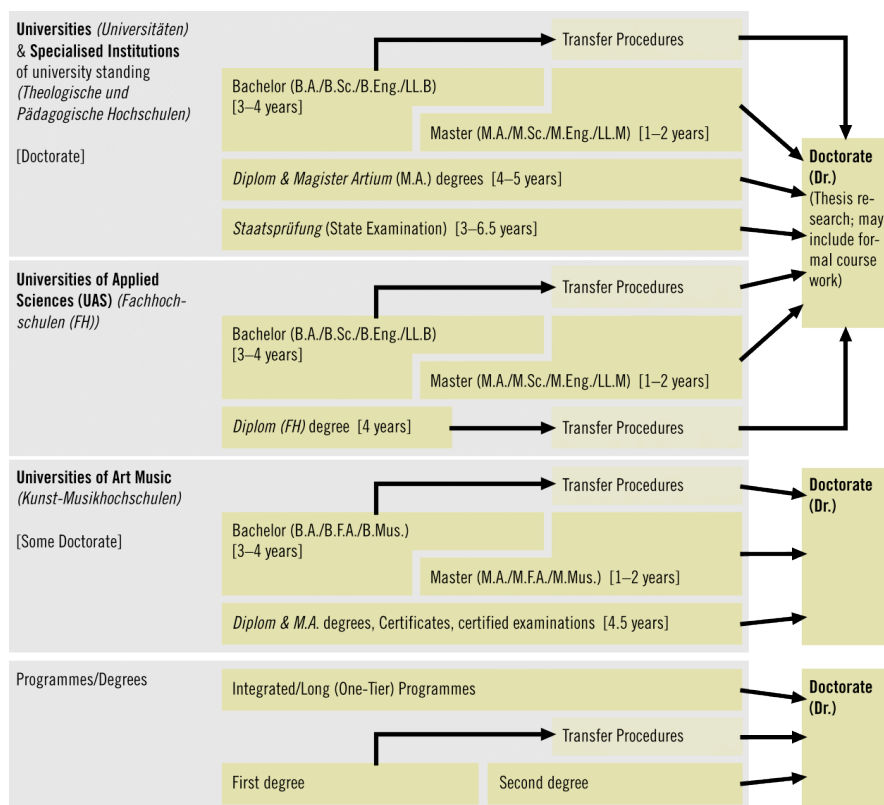 Universities (Universitäten)
& Specialised Institutions
of university standing
(Theologische und
Pädagogische Hochschulen)
[Doctorate]
Transfer Procedures
Bachelor (B.A./B.Sc./B.Eng./LL.B)
[3–4 years]
Master (M.A./M.Sc./M.Eng./LL.M) [1–2 years]
Diplom & Magister Artium (M.A.) degrees [4–5 years]
Staatsprüfung (State Examination) [3–6.5 years]
Doctorate
(Dr.)
(Thesis re-
search; may
include for-
mal course
work)
Universities of Applied
Sciences (UAS) (Fachhoch-
schulen (FH))
Transfer Procedures
Bachelor (B.A./B.Sc./B.Eng./LL.B)
[3–4 years]
Master (M.A./M.Sc./M.Eng./LL.M) [1–2 years]
Diplom (FH) degree [4 years]
Transfer Procedures
Universities of Art Music
(Kunst-Musikhochschulen)
[Some Doctorate]
Transfer Procedures
Bachelor (B.A./B.F.A./B.Mus.)
[3–4 years]
Master (M.A./M.F.A./M.Mus.) [1–2 years]
Diplom & M.A. degrees, Certificates, certified examinations [4.5 years]
Doctorate
(Dr.)
Programmes/Degrees
Integrated/Long (One-Tier) Programmes
Transfer Procedures
First degree
Second degree
Doctorate
(Dr.)